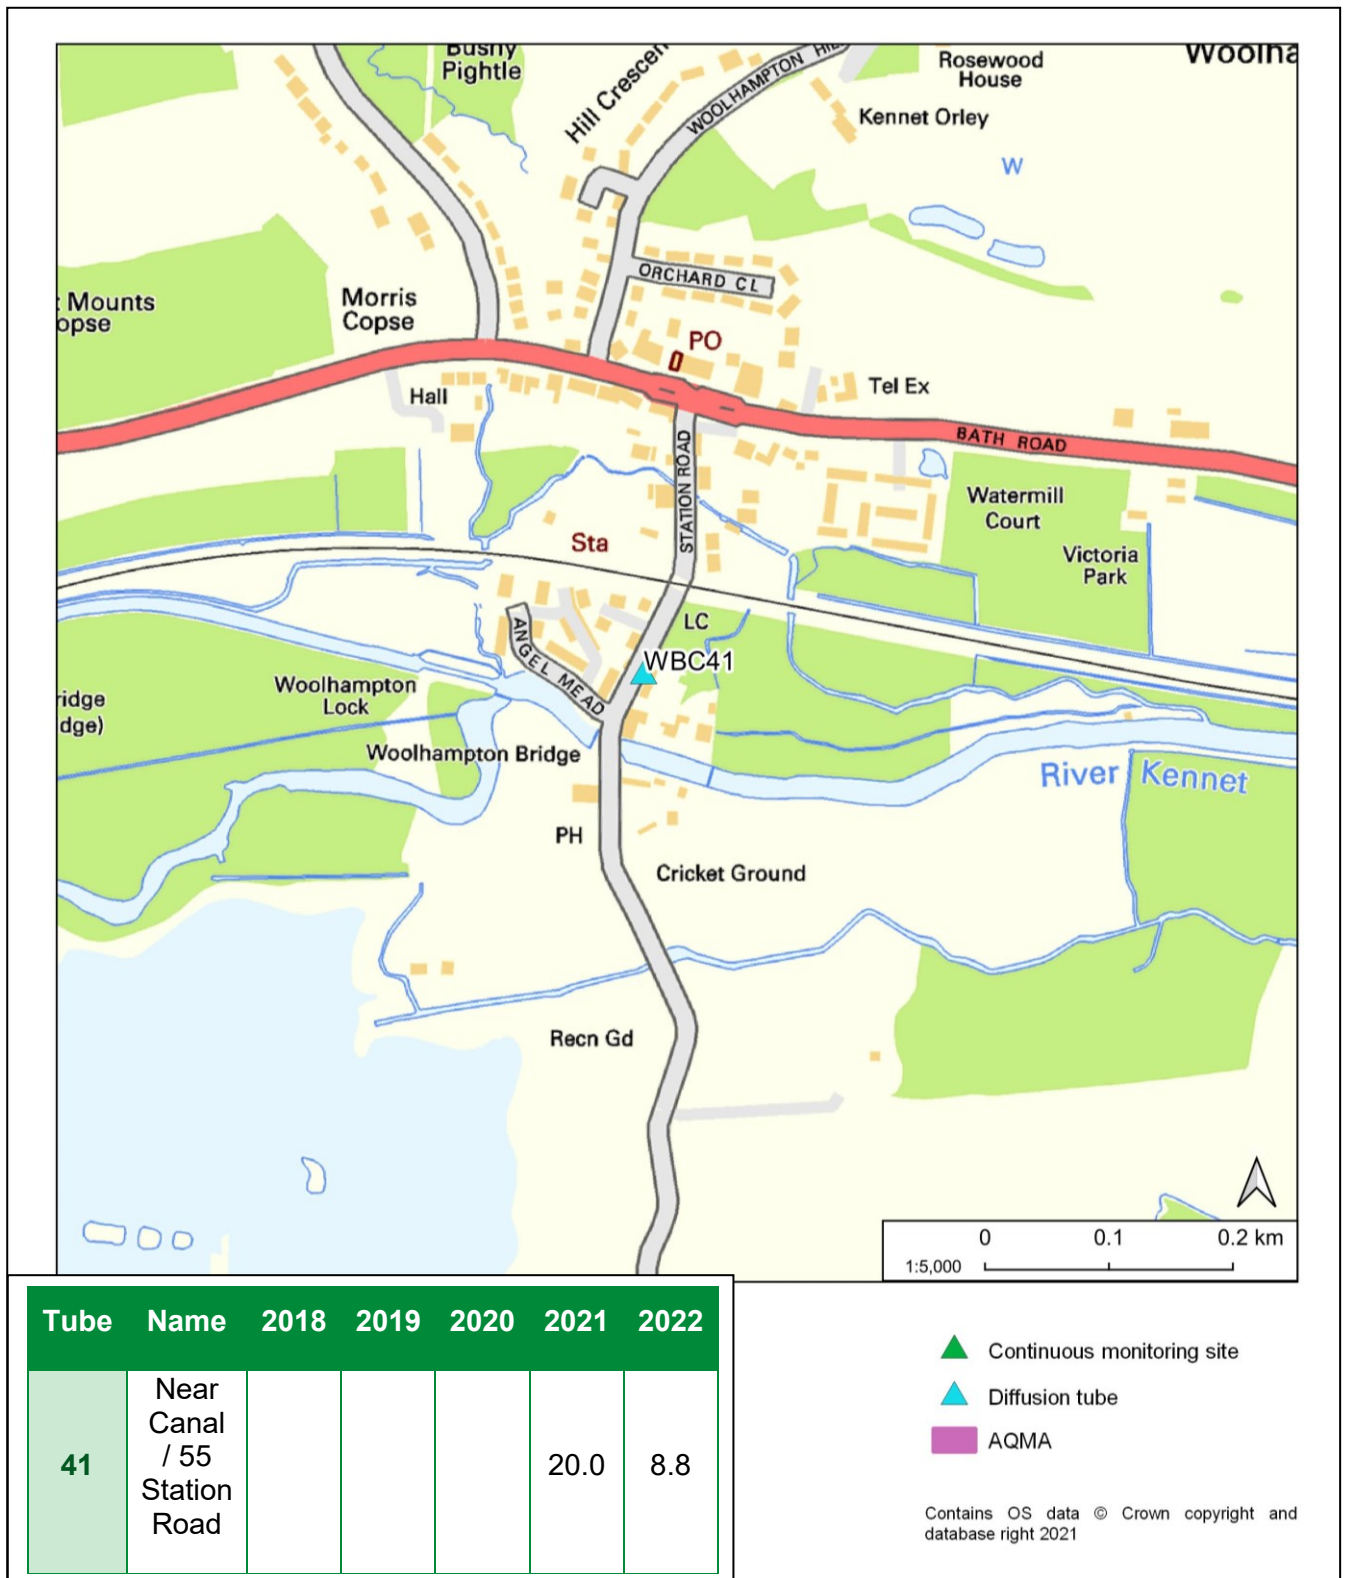 Bushy
Pightle
Hill Crescen
WOOLHAMPTON HIL
Rosewood
House
Woolha
Kennet Orley
W
ORCHARD CL
: Mounts
opse
Morris
Copse
PO
Hall
Tel Ex
BATH ROAD
STATION ROAD
Watermill
Court
Sta
Victoria
Park
LC
ANGEL MEAD
WBC41
ridge
dge)
Woolhampton
Lock
Woolhampton Bridge
River Kennet
PH
Cricket Ground
Recn Gd
0 0.1 0.2 km
1:5,000
Tube Name 2018 2019 2020 2021 2022
Near
Canal
/ 55
41 Station 20.0 8.8
Road
Continuous monitoring site
Diffusion tube
AQMA
Contains OS data © Crown copyright and
database right 2021